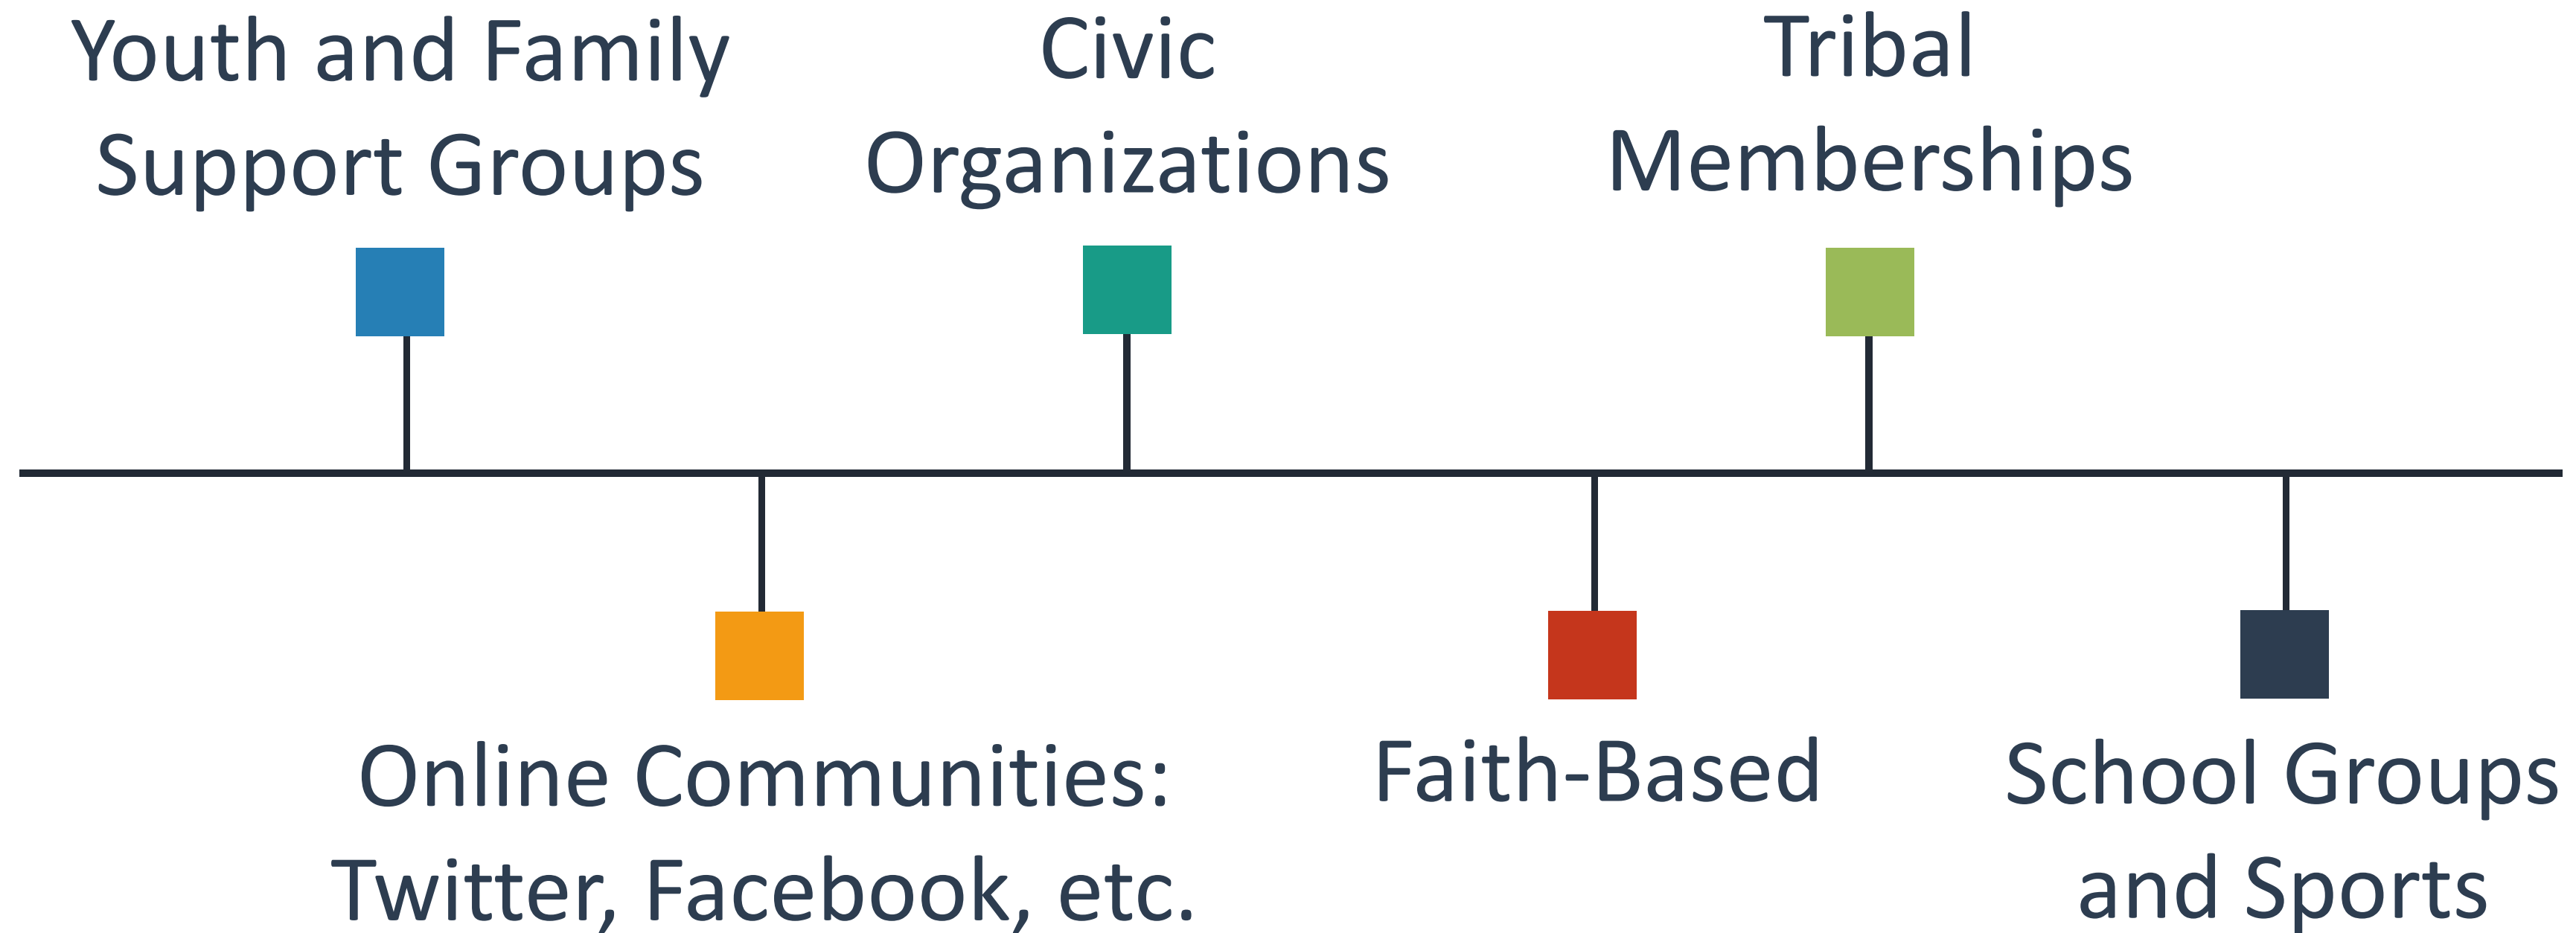 Youth and Family
Support Groups
Civic
Organizations
Tribal
Memberships
Online Communities:
Twitter, Facebook, etc.
Faith-Based
School Groups
and Sports